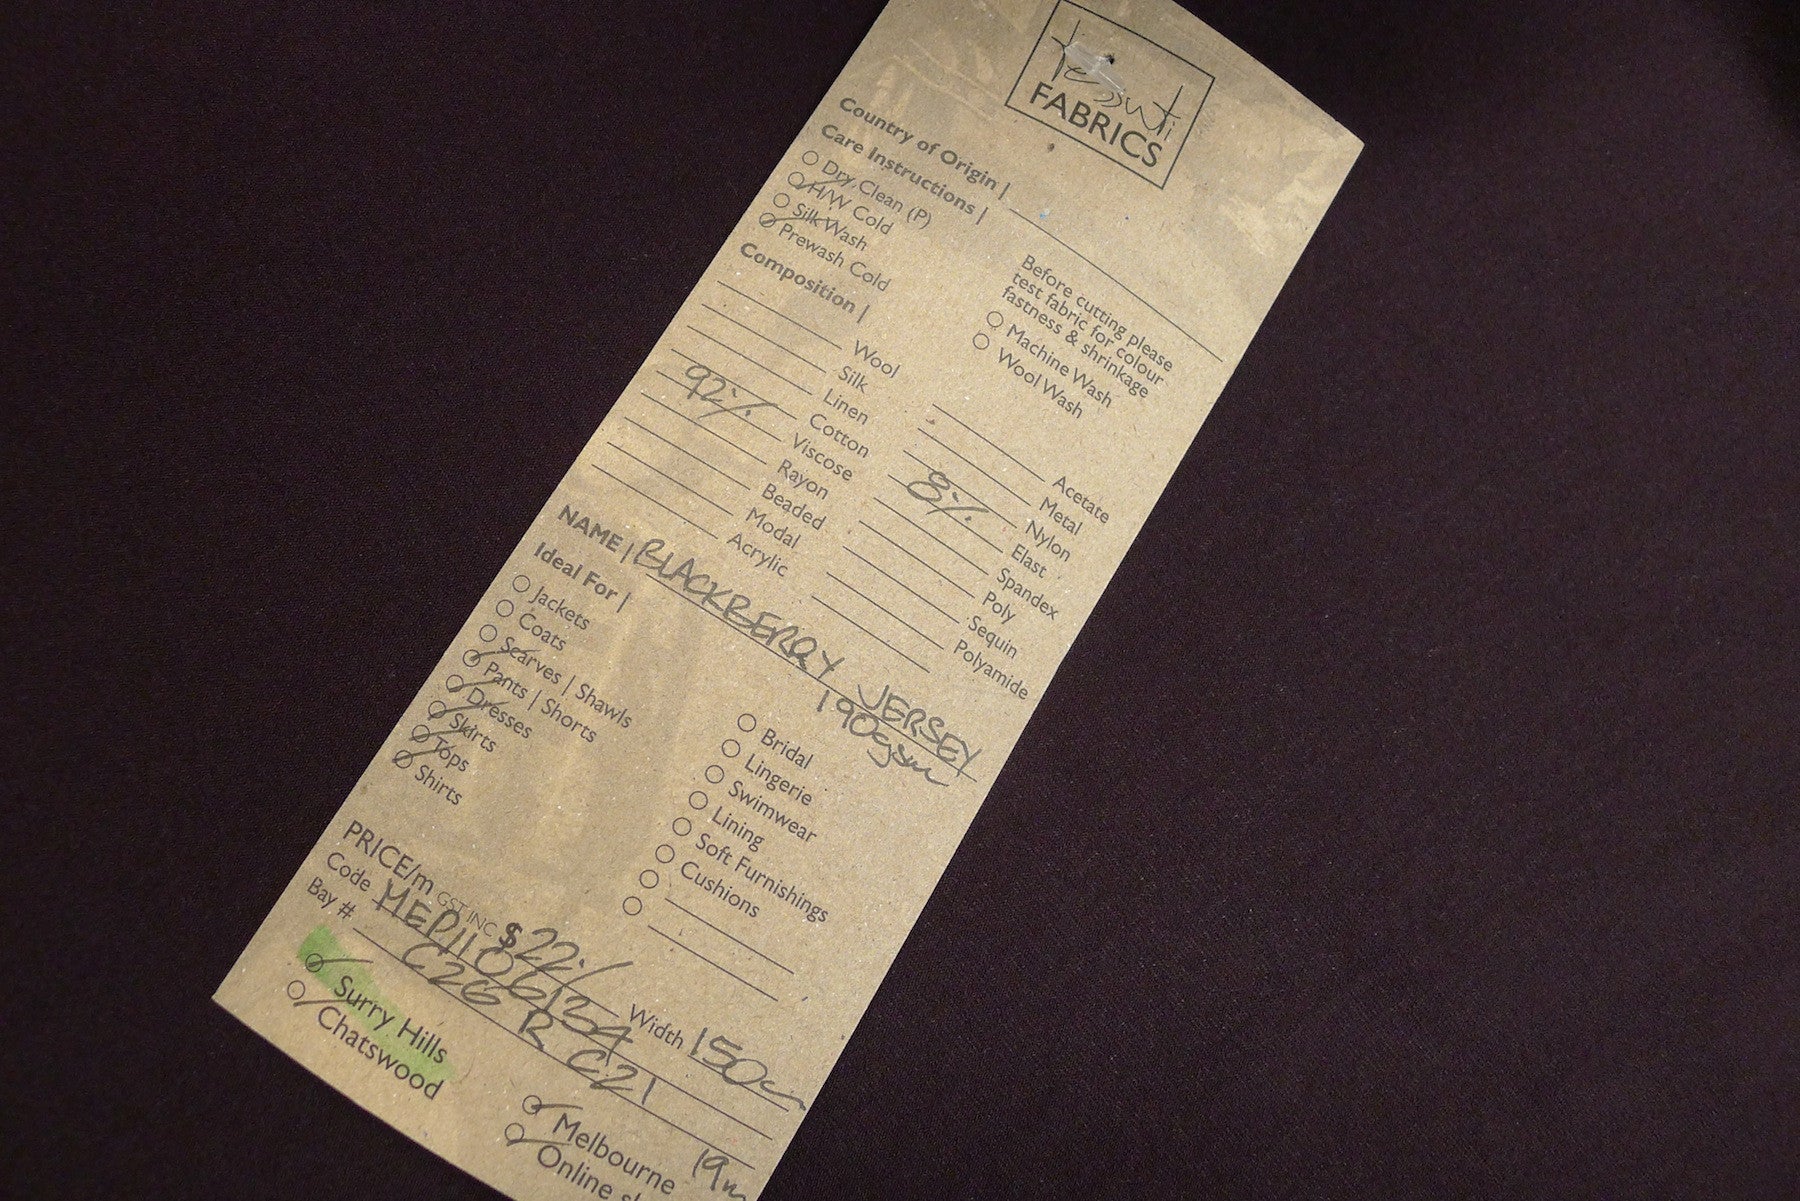 tessuti
FABRICS
Country of Origin |
Care Instructions |
Dry Clean (P)
H/W Cold
Silk Wash
Prewash Cold
Before cutting please
test fabric for colour
fastness & shrinkage
Machine Wash
Wool Wash
Composition |
Wool
Silk
Linen
Cotton
92% Viscose
Rayon
Beaded
Modal
Acrylic
Acetate
Metal
Nylon
8% Elast
Spandex
Poly
Sequin
Polyamide
NAME | BLACKBERRY JERSEY
190gsm
Ideal For |
Jackets
Coats
Scarves | Shawls
Pants | Shorts
Dresses
Skirts
Tops
Shirts
Bridal
Lingerie
Swimwear
Lining
Soft Furnishings
Cushions
PRICE/m GST INC $22./ Width 150cm
Code
Bay # C26 R C21
Surry Hills
Chatswood
Melbourne 19m
Online